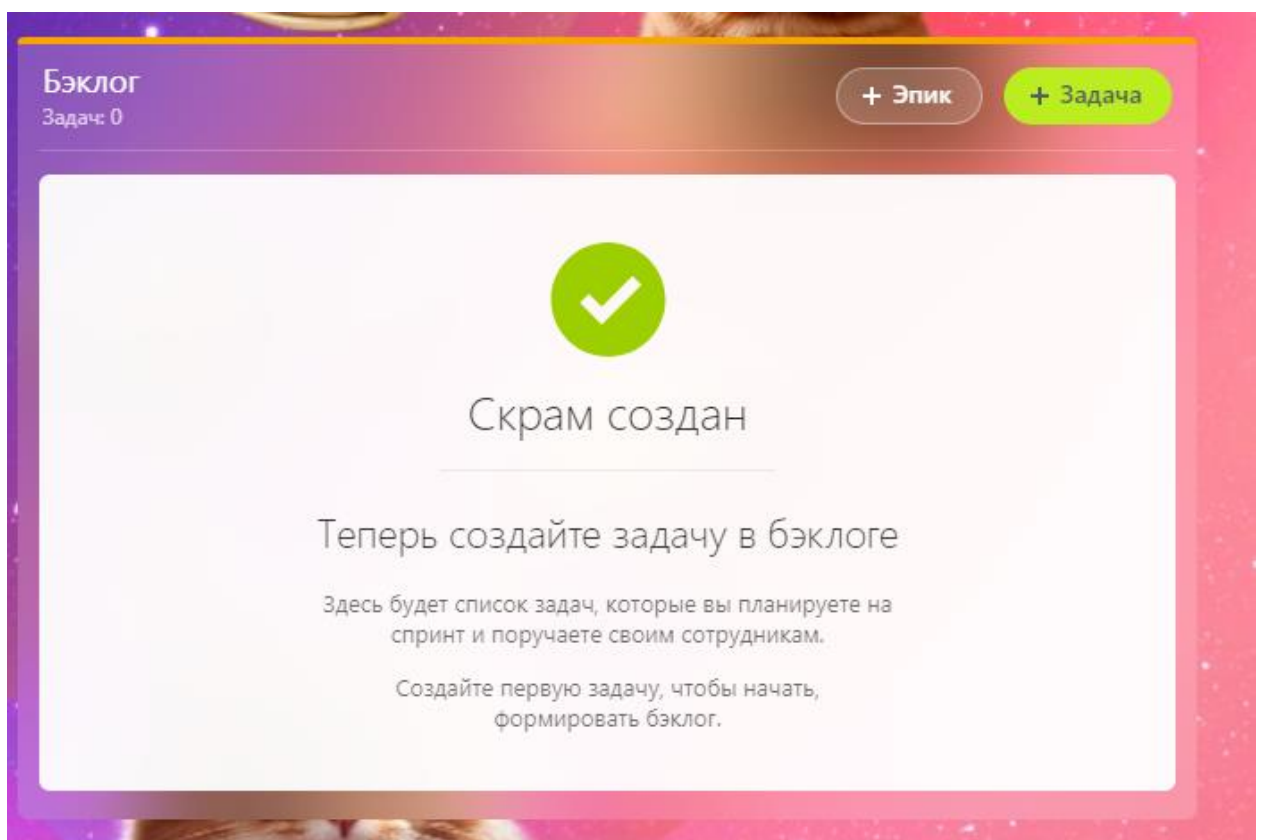 Бэклог
Задач: 0
+ Эпик
+ Задача
Скрам создан
Теперь создайте задачу в бэклоге
Здесь будет список задач, которые вы планируете на
спринт и поручаете своим сотрудникам.
Создайте первую задачу, чтобы начать,
формировать бэклог.